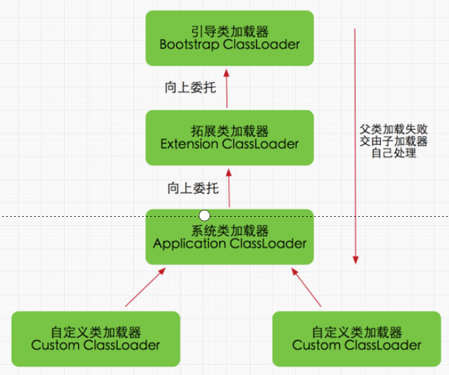 引导类加载器
Bootstrap ClassLoader
向上委托
拓展类加载器
Extension ClassLoader
父类加载失败
交由子加载器
自己处理
向上委托
系统类加载器
Application ClassLoader
自定义类加载器
Custom ClassLoader
自定义类加载器
Custom ClassLoader